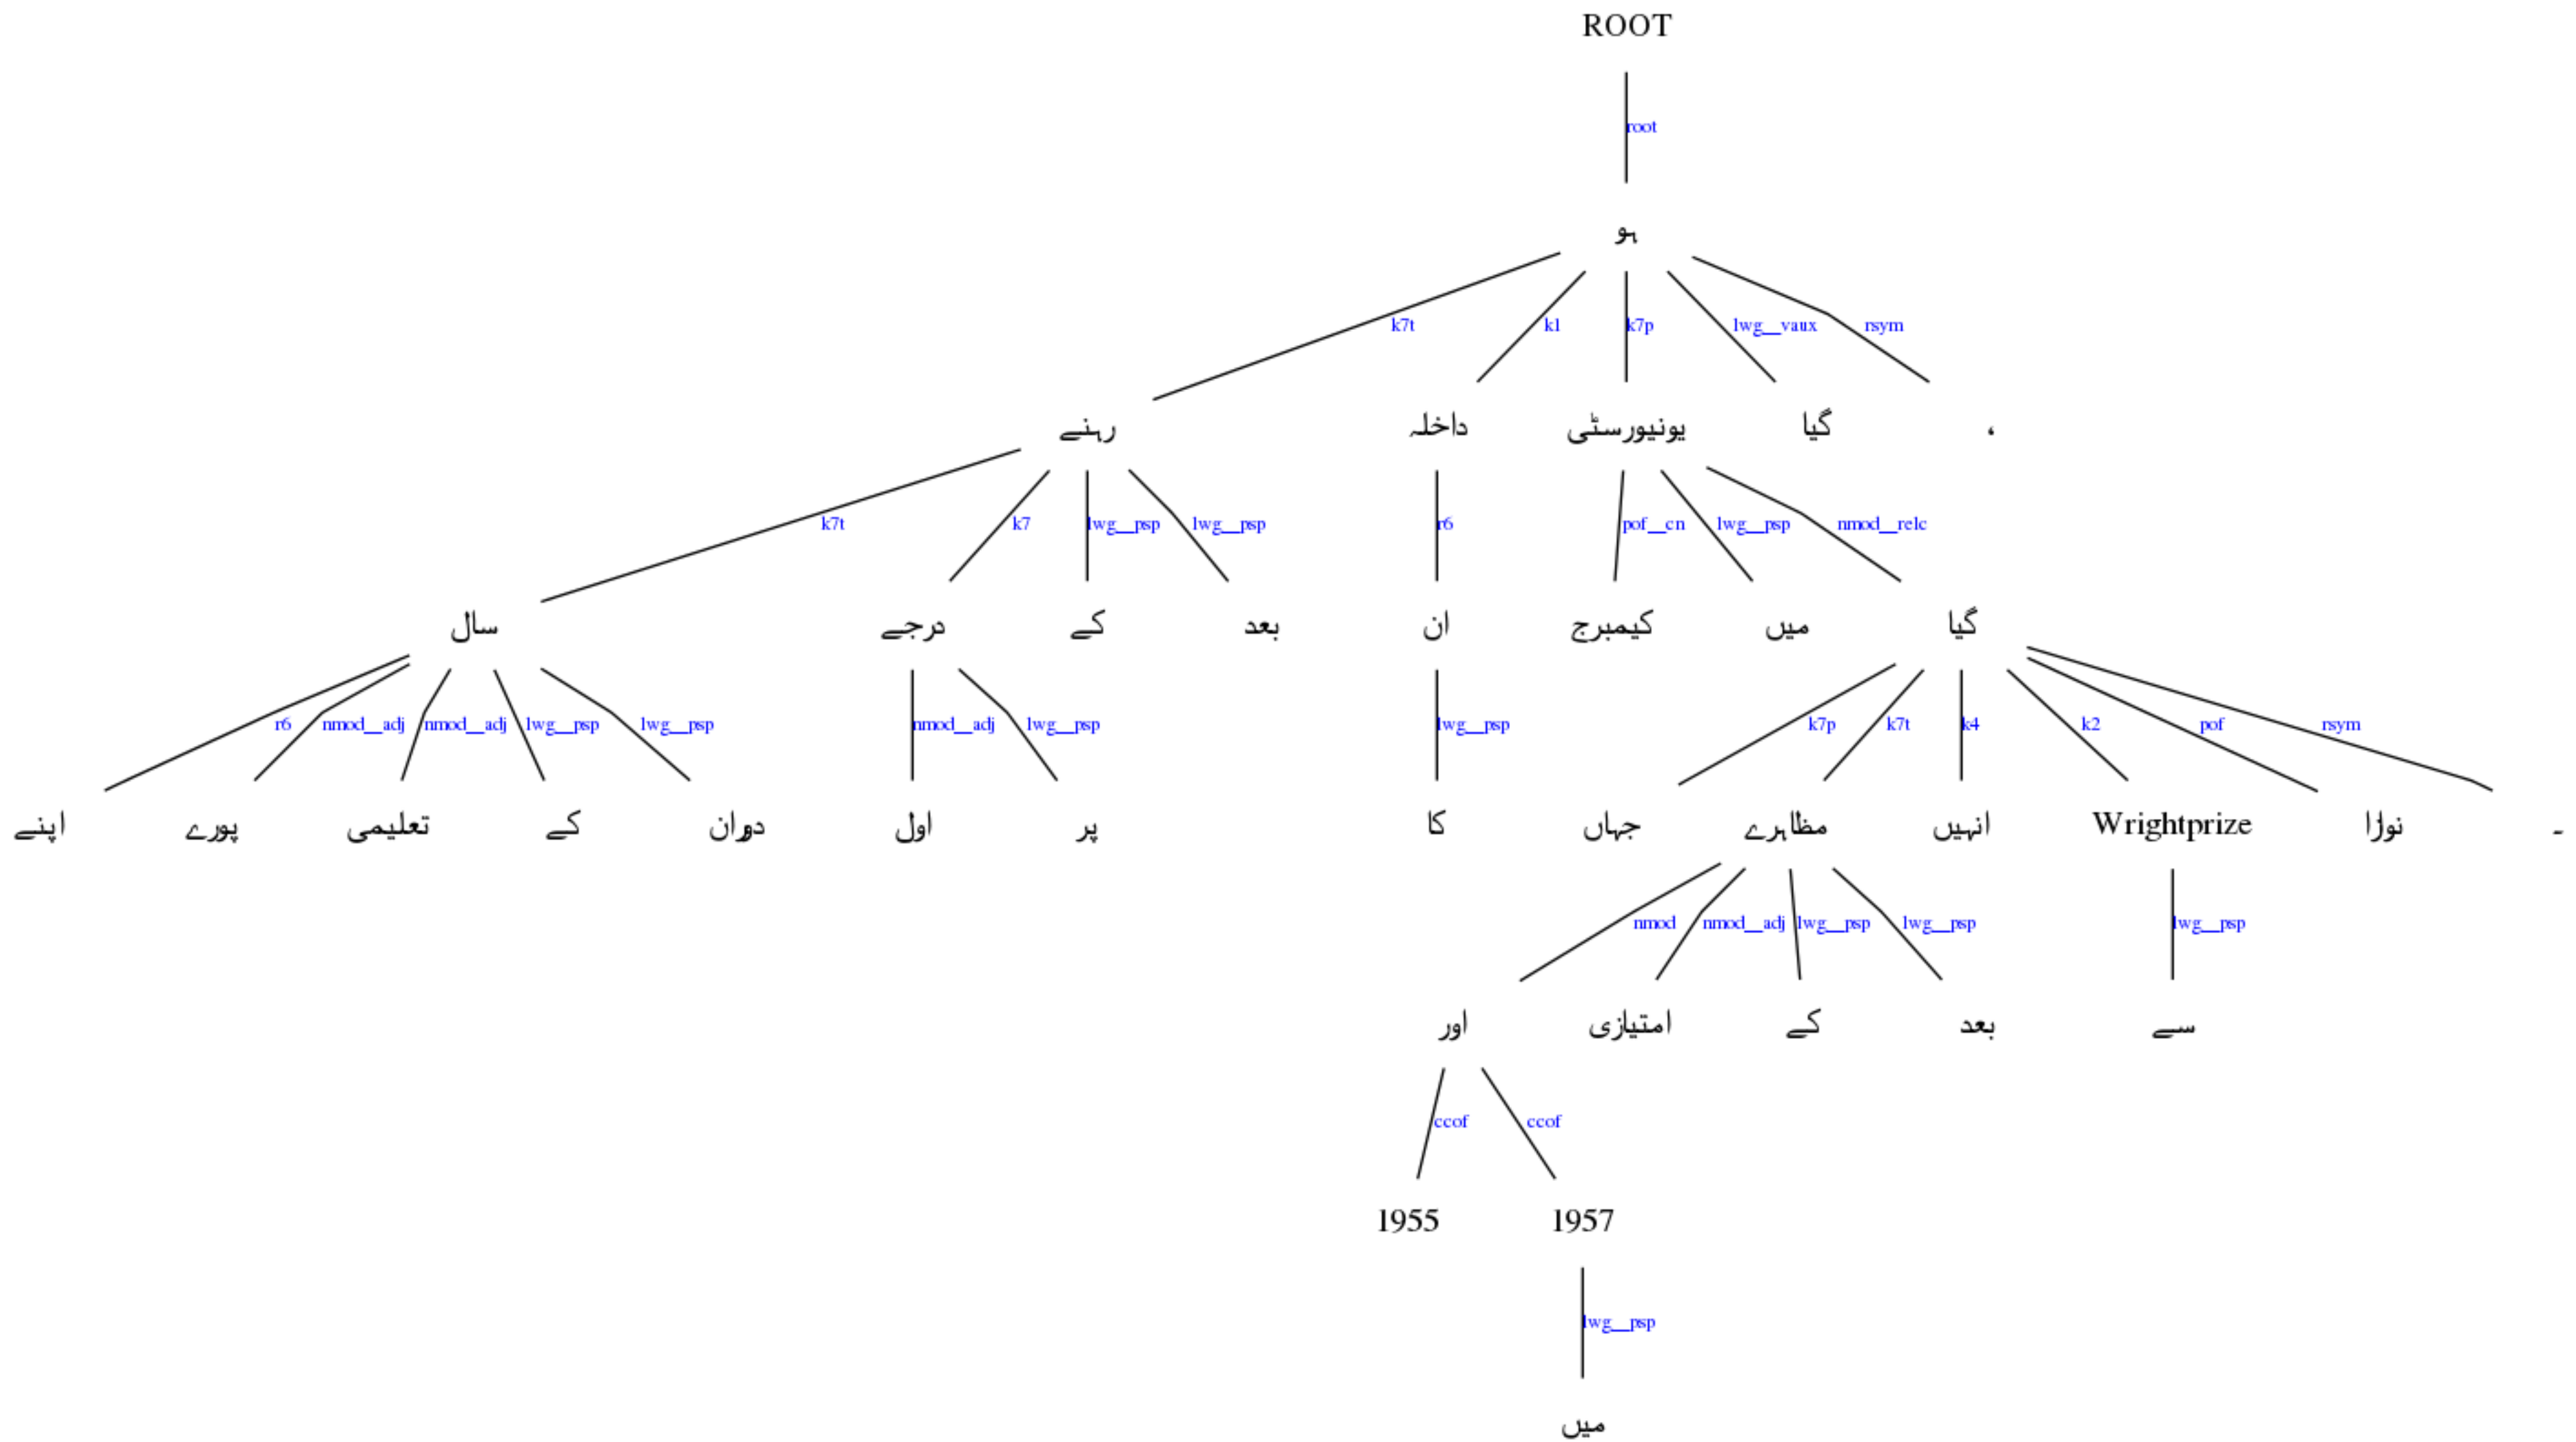 ROOT
root
ہو
k7t k1 k7p lwg__vaux rsym
رہنے داخلہ یونیورسٹی گیا ،
k7t k7 lwg__psp lwg__psp r6 pof__cn lwg__psp nmod__relc
سال درجے کے بعد ان کیمبرج میں گیا
r6 nmod__adj nmod__adj lwg__psp lwg__psp nmod__adj lwg__psp lwg__psp k7p k7t k4 k2 pof rsym
اپنے پورے تعلیمی کے دوران اول پر کا جہاں مظاہرے انہیں Wrightprize نوازا ۔
nmod nmod__adj lwg__psp lwg__psp lwg__psp
اور امتیازی کے بعد سے
ccof ccof
1955 1957
lwg__psp
میں